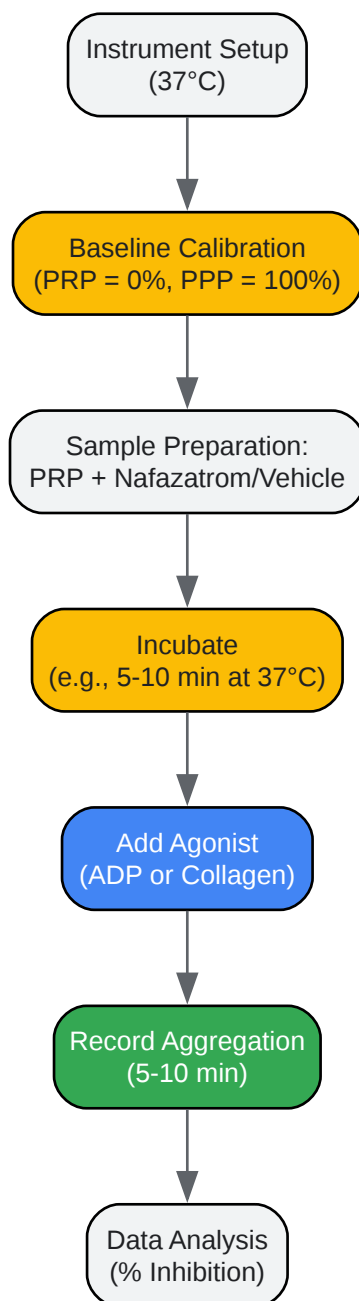 Instrument Setup
(37°C)
Baseline Calibration
(PRP = 0%, PPP = 100%)
Sample Preparation:
PRP + Nafazatrom/Vehicle
Incubate
(e.g., 5-10 min at 37°C)
Add Agonist
(ADP or Collagen)
Record Aggregation
(5-10 min)
Data Analysis
(% Inhibition)